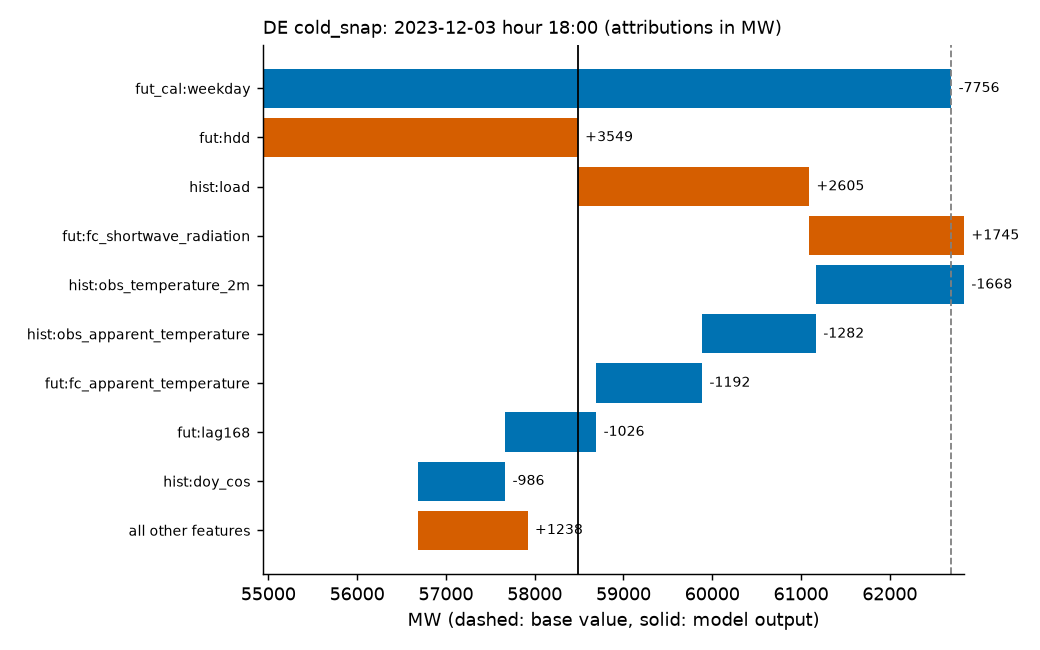 DE cold_snap: 2023-12-03 hour 18:00 (attributions in MW)
fut_cal:weekday -7756
fut:hdd +3549
hist:load +2605
fut:fc_shortwave_radiation +1745
hist:obs_temperature_2m -1668
hist:obs_apparent_temperature -1282
fut:fc_apparent_temperature -1192
fut:lag168 -1026
hist:doy_cos -986
all other features +1238
55000 56000 57000 58000 59000 60000 61000 62000
MW (dashed: base value, solid: model output)